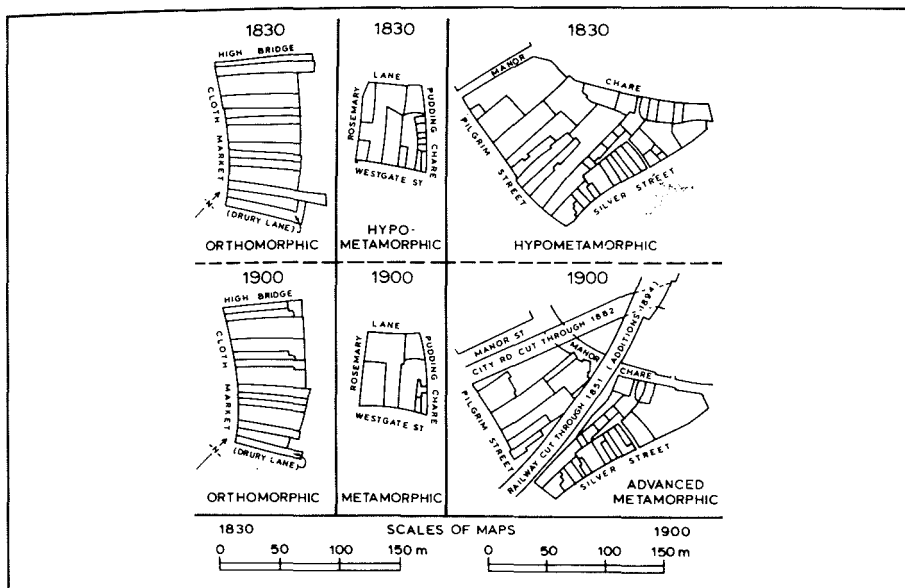 1830
HIGH BRIDGE
CLOTH MARKET
(DRURY LANE)
-N-
ORTHOMORPHIC
1830
LANE
ROSEMARY
PUDDING CHARE
WESTGATE ST
HYPO-
METAMORPHIC
1830
MANOR
CHARE
PILGRIM STREET
SILVER STREET
HYPOMETAMORPHIC
1900
HIGH BRIDGE
CLOTH MARKET
(DRURY LANE)
-N-
ORTHOMORPHIC
1900
LANE
ROSEMARY
PUDDING CHARE
WESTGATE ST
METAMORPHIC
1900
MANOR ST
CITY RD CUT THROUGH 1882
MANOR
CHARE
RAILWAY CUT THROUGH 1851 (ADDITIONS 1894)
PILGRIM STREET
SILVER STREET
ADVANCED
METAMORPHIC
1830 SCALES OF MAPS 1900
0 50 100 150 m
0 50 100 150 m